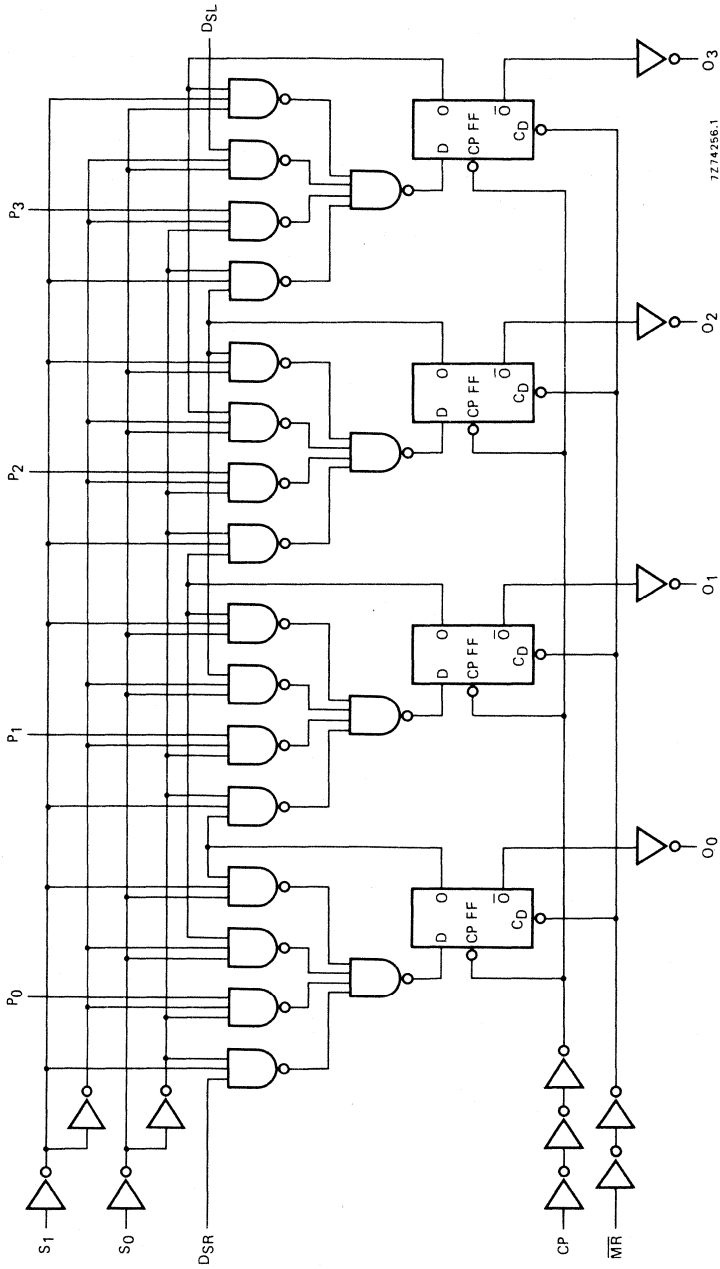 S1
S0
DSR
P0
P1
P2
P3
DSL
D
O
CP FF
O̅
CD
D
O
CP FF
O̅
CD
D
O
CP FF
O̅
CD
D
O
CP FF
O̅
CD
CP
M̅R̅
O0
O1
O2
O3
7Z74256.1